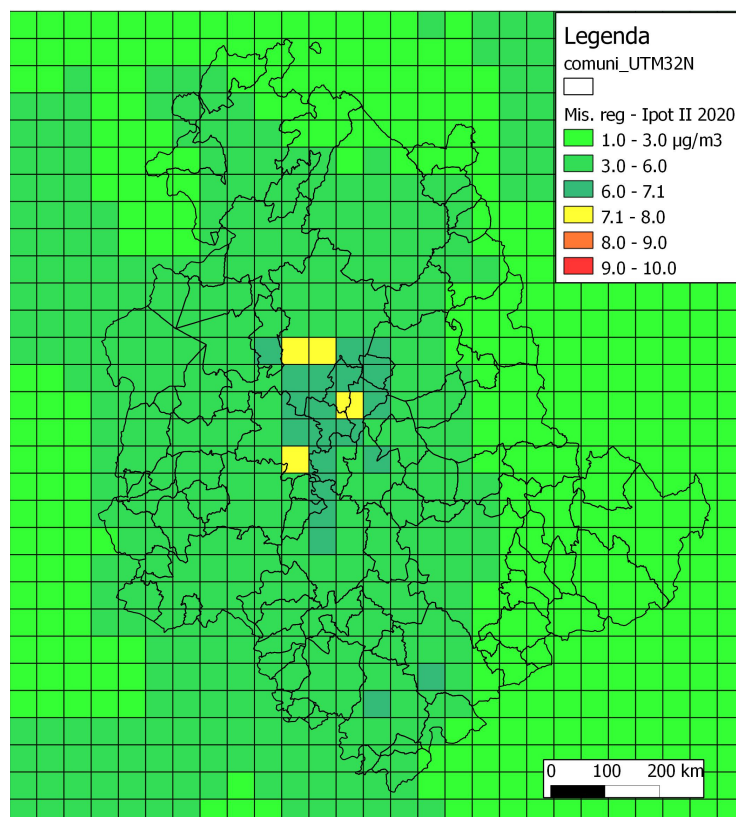 Legenda
comuni_UTM32N
Mis. reg - Ipot II 2020
1.0 - 3.0 µg/m3
3.0 - 6.0
6.0 - 7.1
7.1 - 8.0
8.0 - 9.0
9.0 - 10.0
0 100 200 km